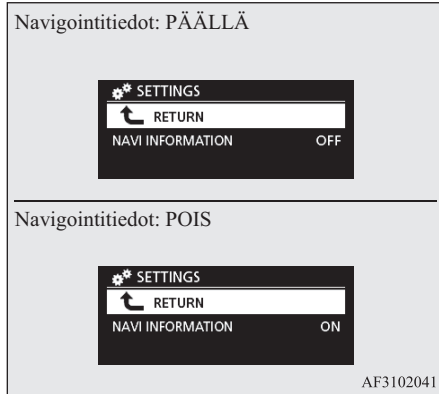 Navigointitiedot: PÄÄLLÄ
SETTINGS
RETURN
NAVI INFORMATION OFF
Navigointitiedot: POIS
SETTINGS
RETURN
NAVI INFORMATION ON
AF3102041